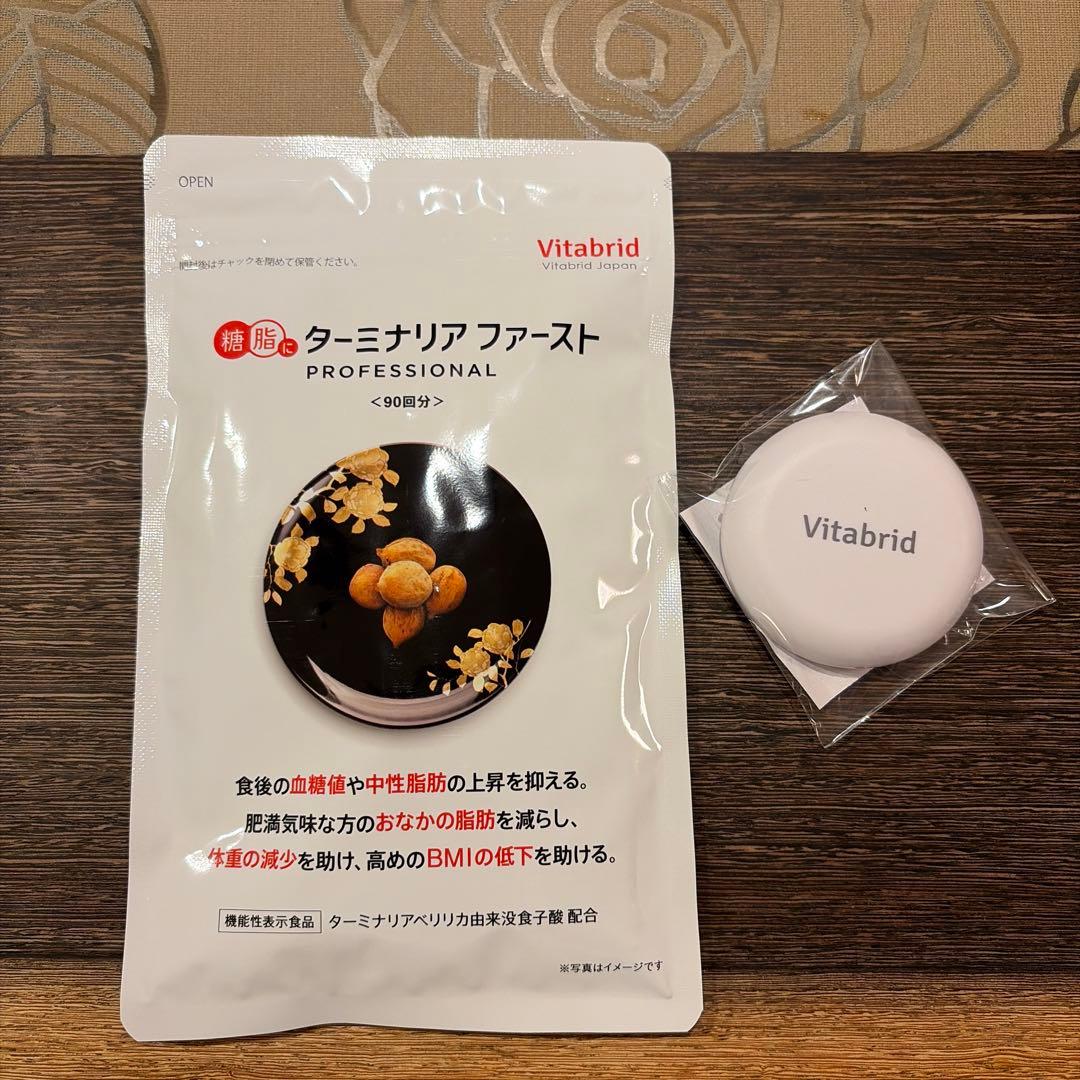 OPEN
Vitabrid
Vitabrid Japan
開封後はチャックを閉めて保管ください。
糖脂に ターミナリア ファースト
PROFESSIONAL
＜90回分＞
食後の血糖値や中性脂肪の上昇を抑える。
肥満気味な方のおなかの脂肪を減らし、
体重の減少を助け、高めのBMIの低下を助ける。
機能性表示食品 ターミナリアベリリカ由来没食子酸 配合
※写真はイメージです
Vitabrid